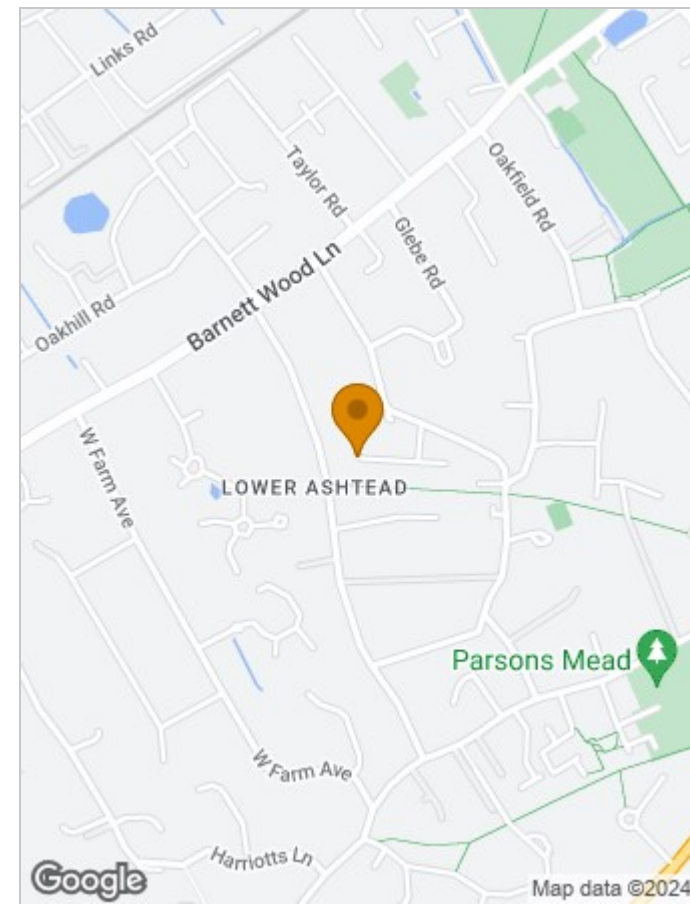 Links Rd
Taylor Rd
Oakfield Rd
Glebe Rd
Barnett Wood Ln
Oakhill Rd
W Farm Ave
LOWER ASHTEAD
Parsons Mead
W Farm Ave
Harriotts Ln
Google
Map data ©2024